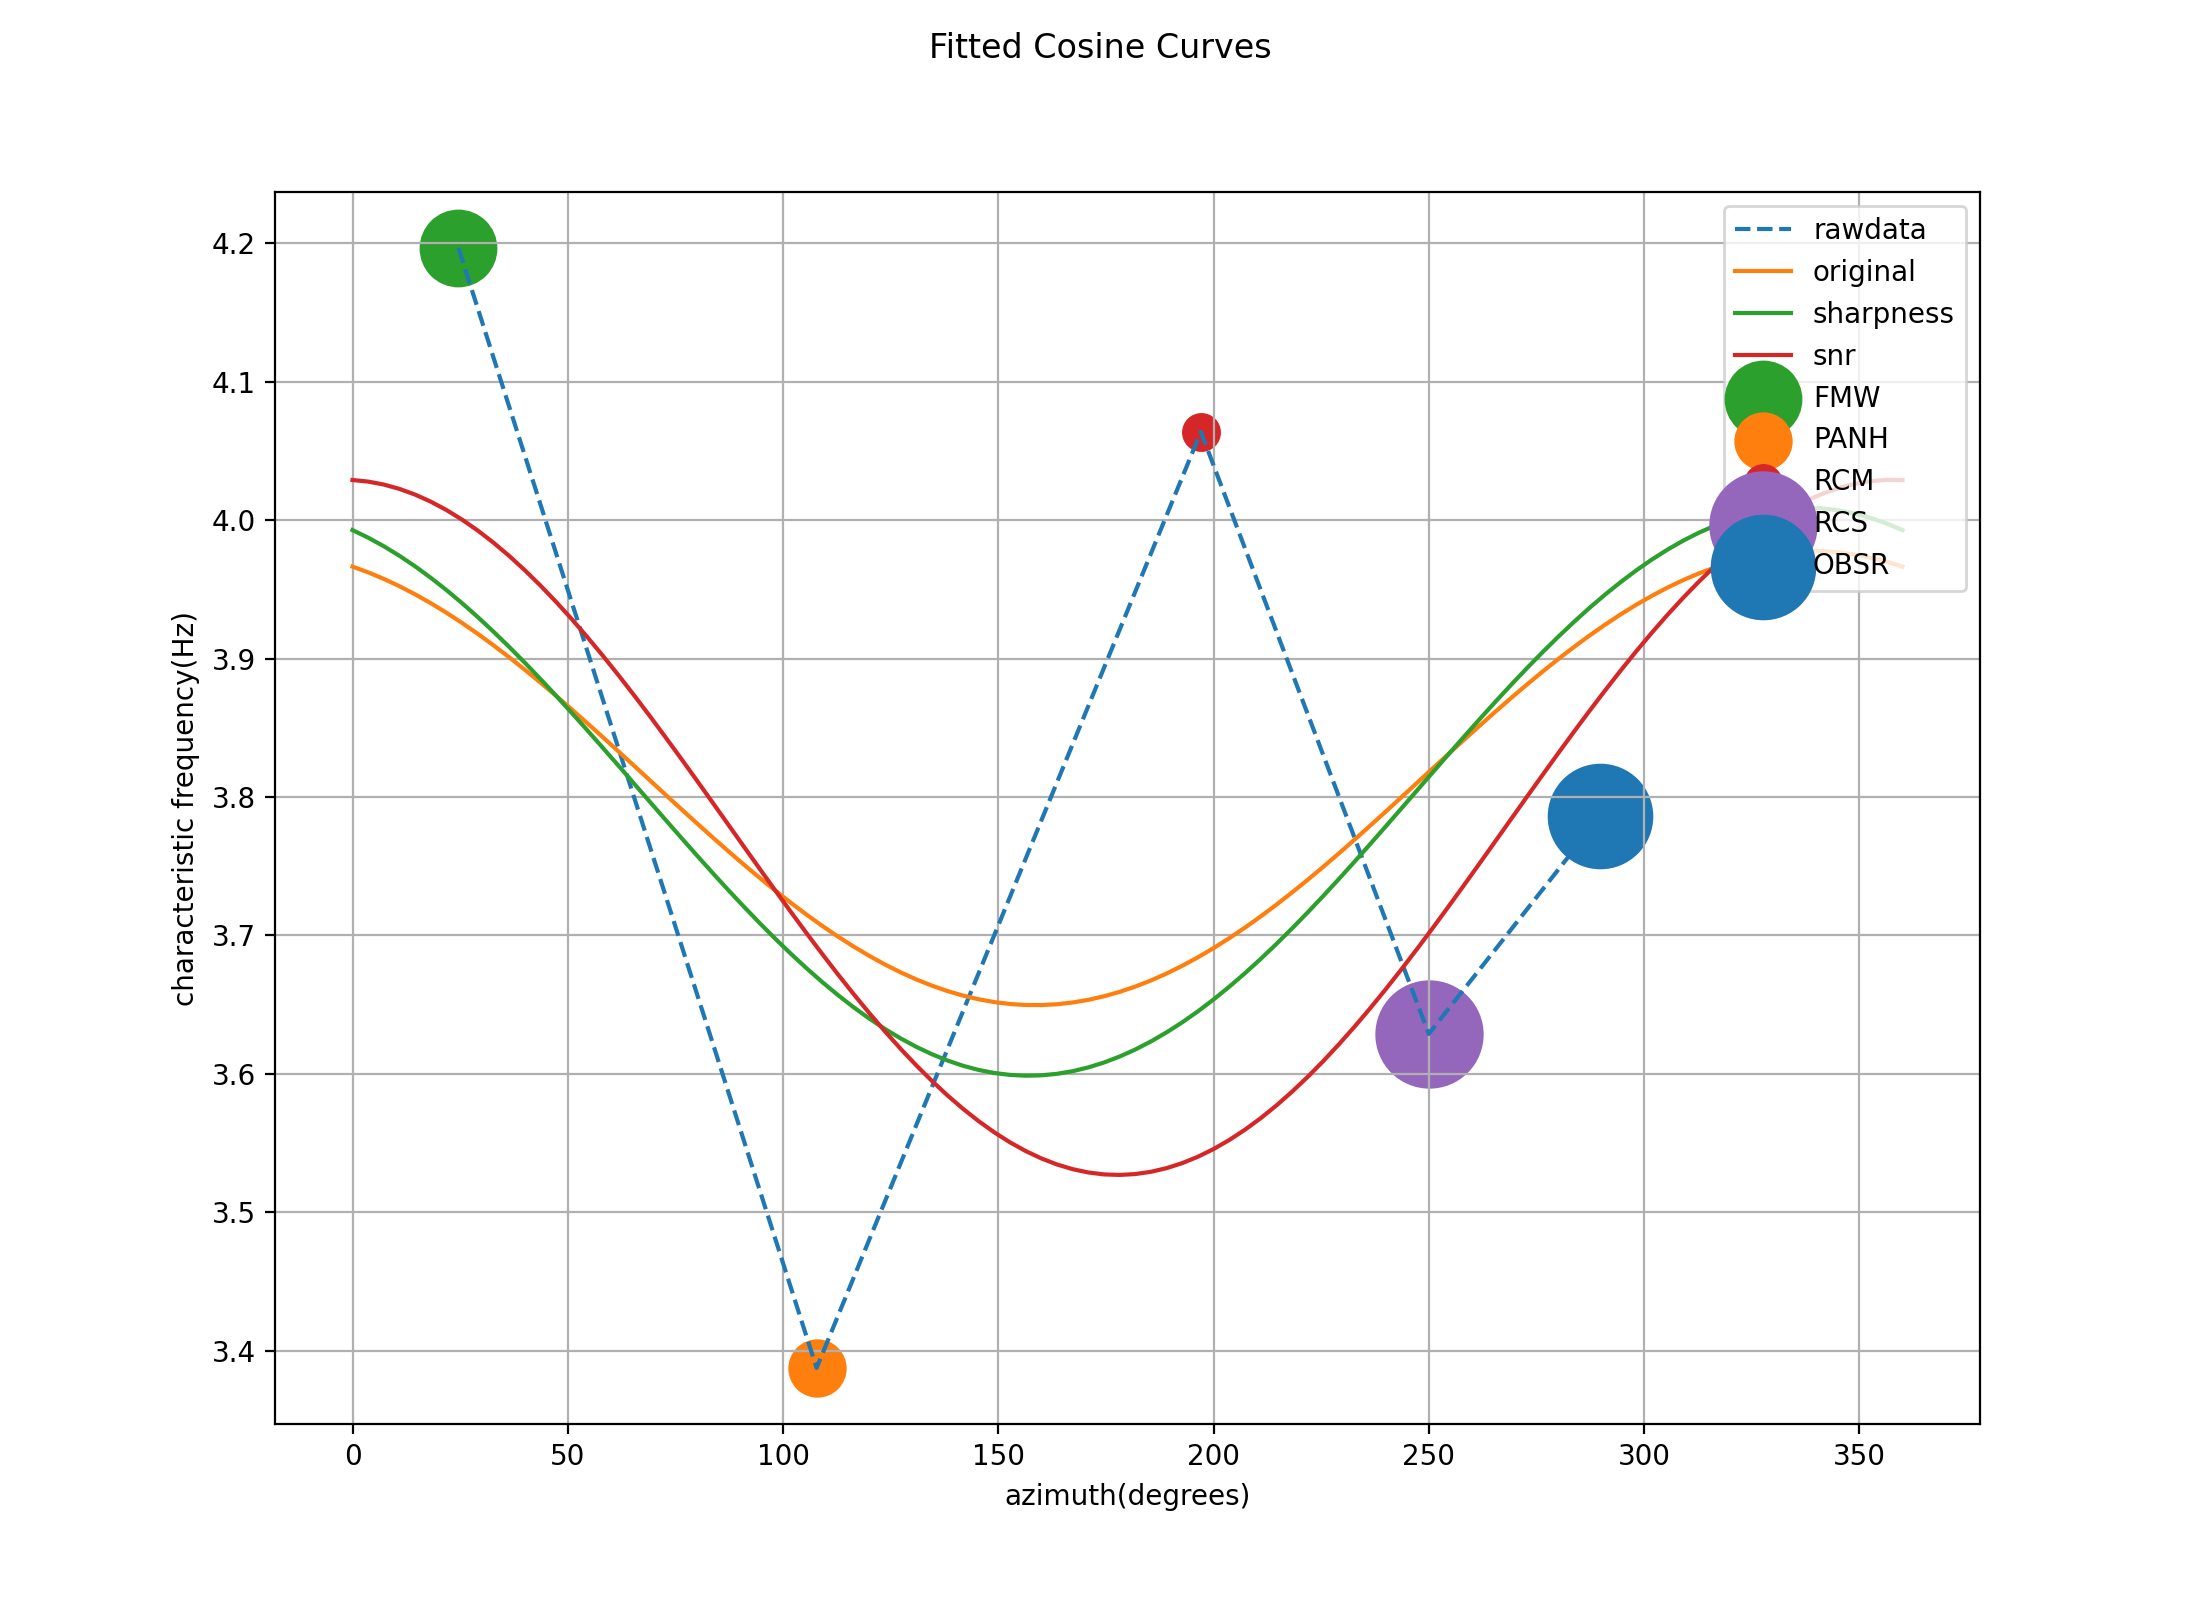 Fitted Cosine Curves
rawdata
original
sharpness
snr
FMW
PANH
RCM
RCS
OBSR
4.2
4.1
4.0
3.9
3.8
3.7
3.6
3.5
3.4
characteristic frequency(Hz)
0 50 100 150 200 250 300 350
azimuth(degrees)